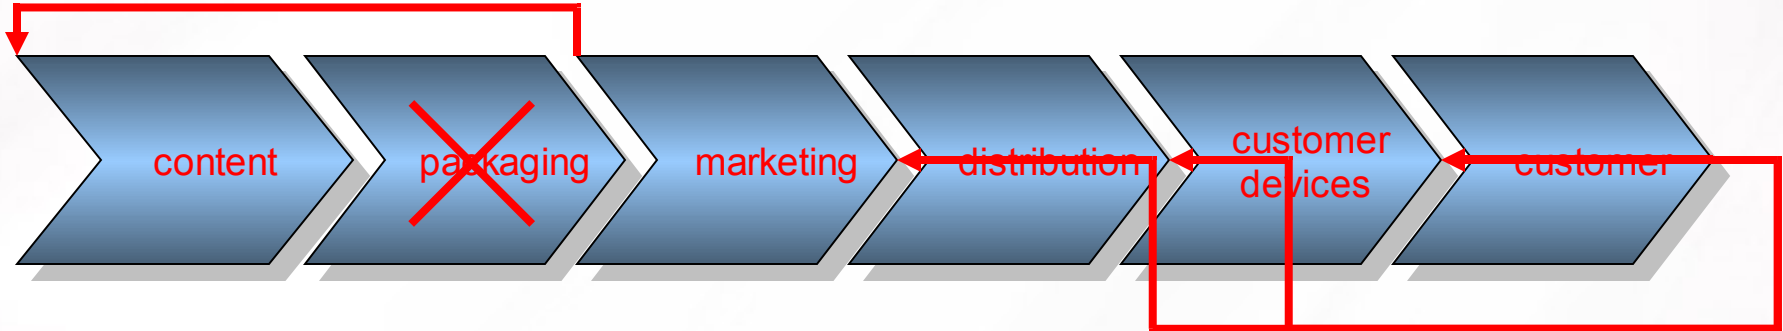 content
packaging
marketing
distribution
customer
devices
customer